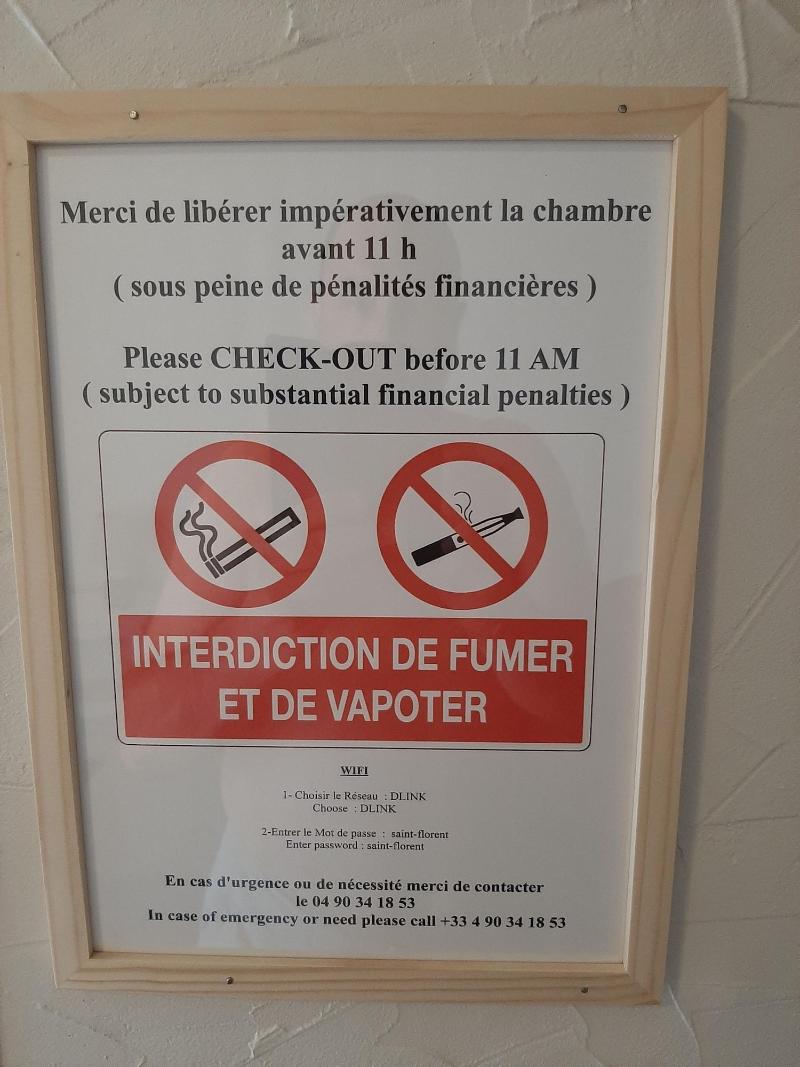 Merci de libérer impérativement la chambre
avant 11 h
( sous peine de pénalités financières )
Please CHECK-OUT before 11 AM
( subject to substantial financial penalties )
INTERDICTION DE FUMER
ET DE VAPOTER
WIFI
1- Choisir le Réseau : DLINK
Choose : DLINK
2-Entrer le Mot de passe : saint-florent
Enter password : saint-florent
En cas d'urgence ou de nécessité merci de contacter
le 04 90 34 18 53
In case of emergency or need please call +33 4 90 34 18 53